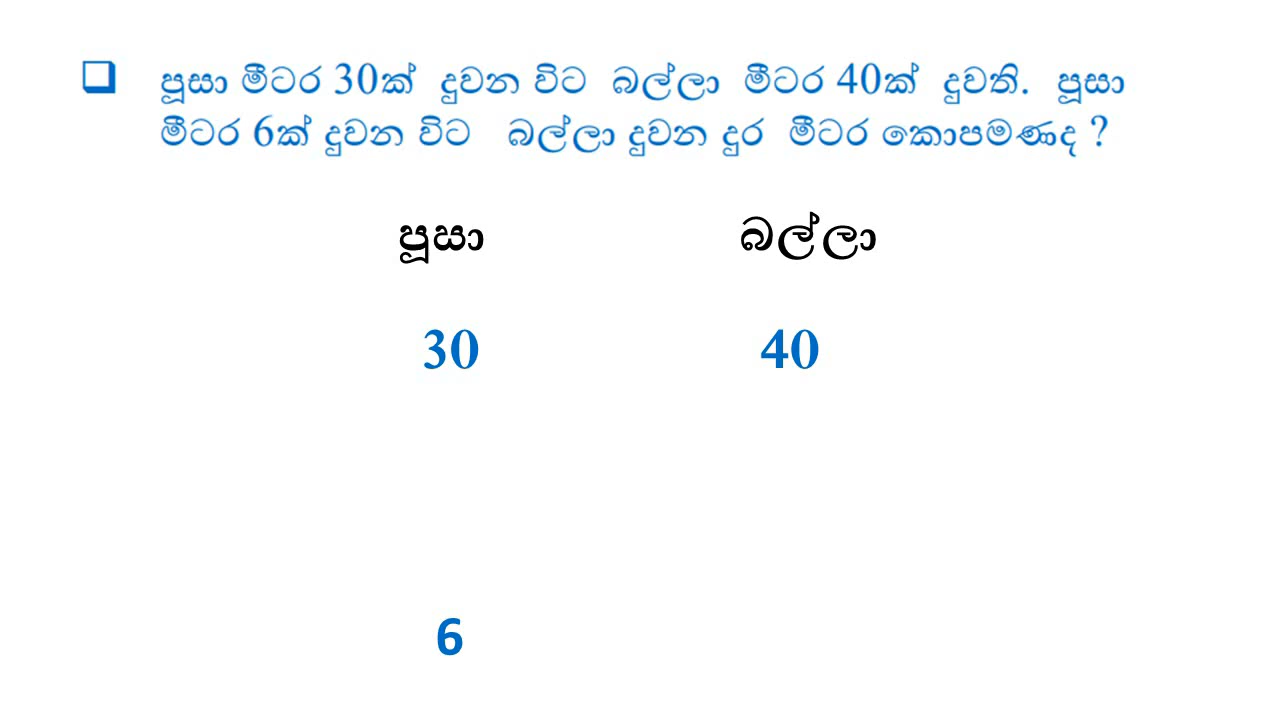 ❑ පූසා මීටර 30ක් දුවන විට බල්ලා මීටර 40ක් දුවති. පූසා
මීටර 6ක් දුවන විට බල්ලා දුවන දුර මීටර කොපමණද ?
පූසා බල්ලා
30 40
6